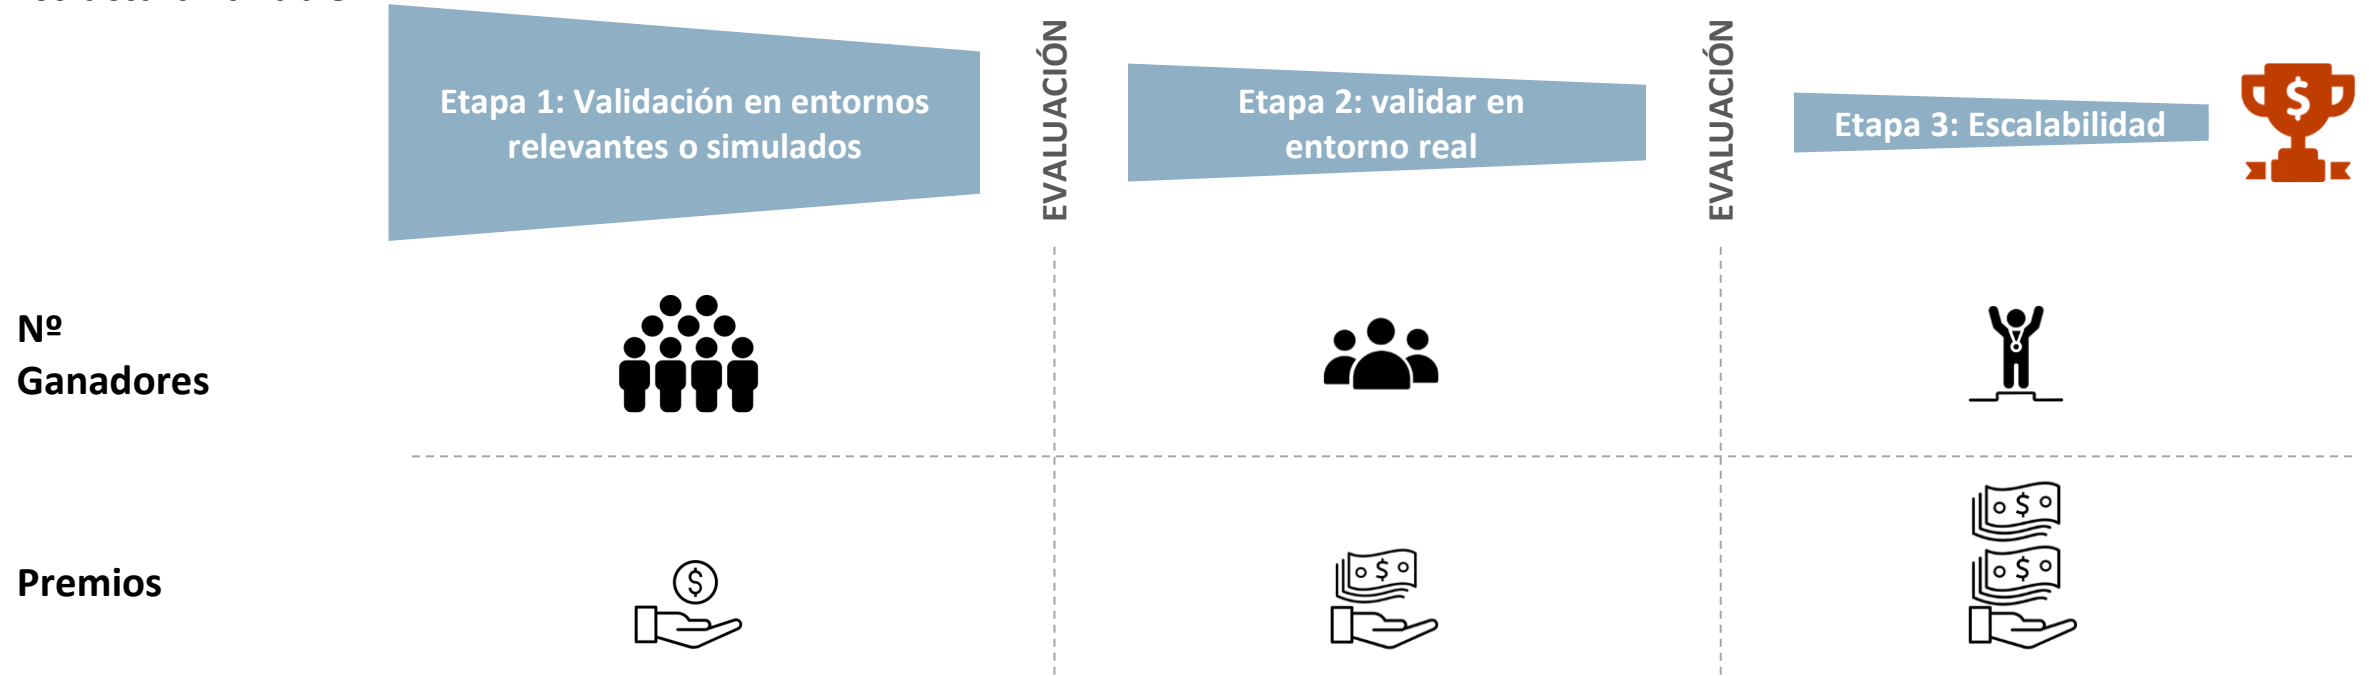 EVALUACIÓN
EVALUACIÓN
Etapa 1: Validación en entornos
relevantes o simulados
Etapa 2: validar en
entorno real
Etapa 3: Escalabilidad
$
Nº
Ganadores
Premios
$
$
$
$